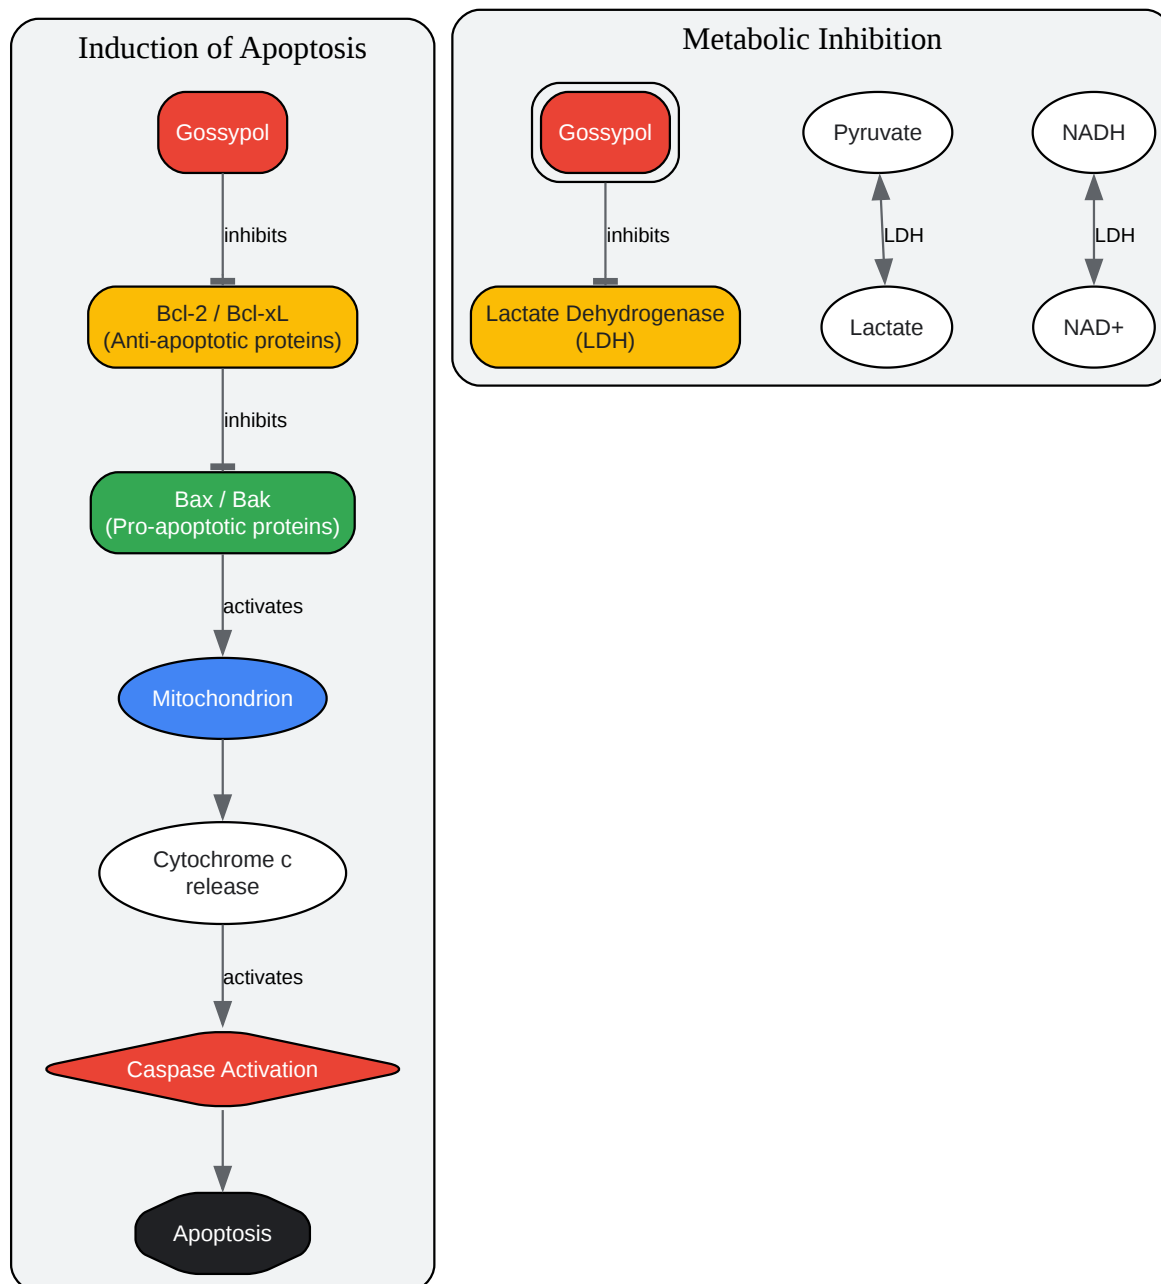 Induction of Apoptosis
Gossypol
inhibits
Bcl-2 / Bcl-xL
(Anti-apoptotic proteins)
inhibits
Bax / Bak
(Pro-apoptotic proteins)
activates
Mitochondrion
Cytochrome c
release
activates
Caspase Activation
Apoptosis
Metabolic Inhibition
Gossypol
inhibits
Lactate Dehydrogenase
(LDH)
Pyruvate
LDH
Lactate
NADH
LDH
NAD+